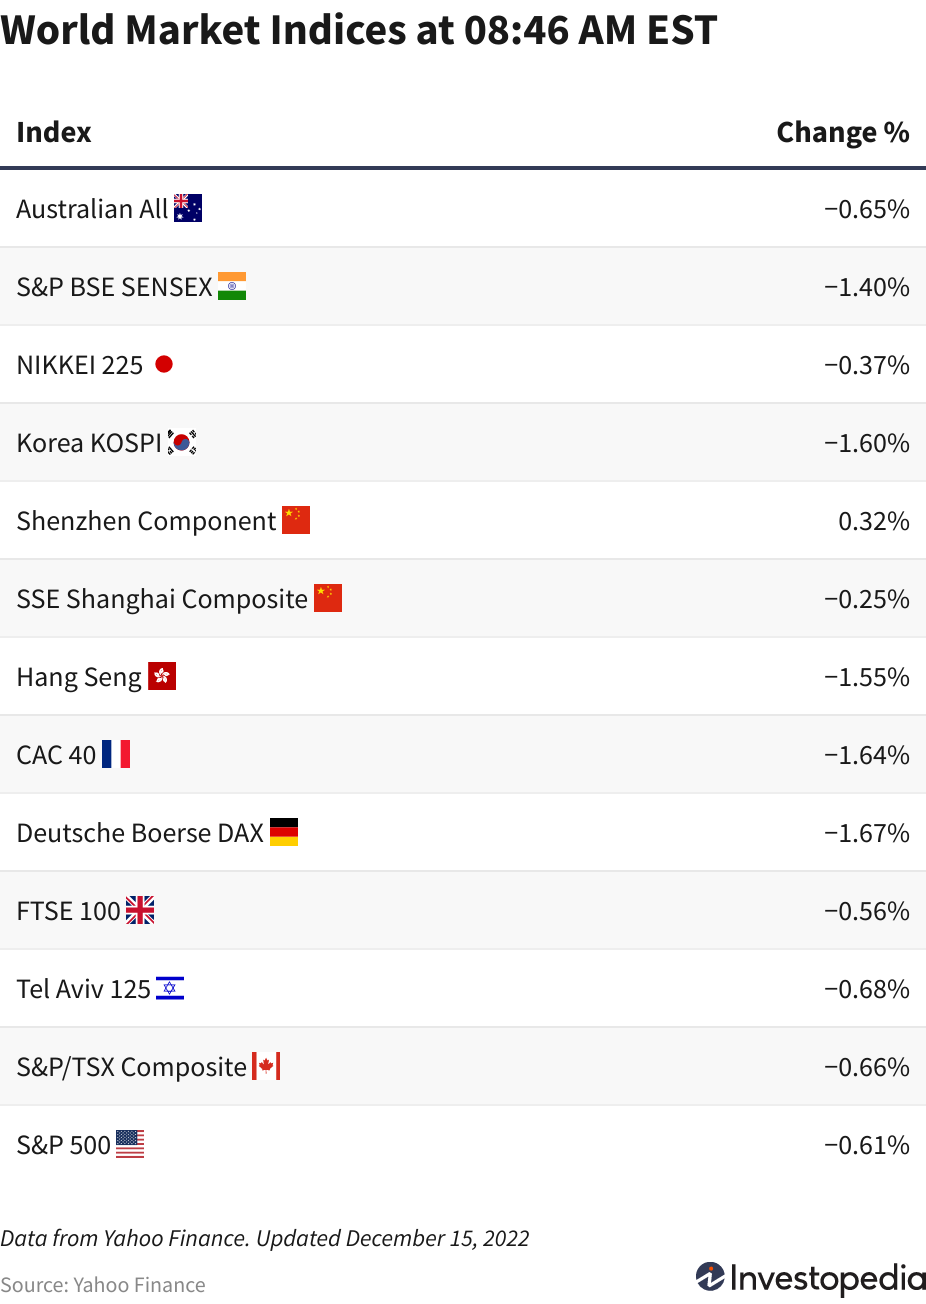 World Market Indices at 08:46 AM EST
Index Change %
Australian All −0.65%
S&P BSE SENSEX −1.40%
NIKKEI 225 −0.37%
Korea KOSPI −1.60%
Shenzhen Component 0.32%
SSE Shanghai Composite −0.25%
Hang Seng −1.55%
CAC 40 −1.64%
Deutsche Boerse DAX −1.67%
FTSE 100 −0.56%
Tel Aviv 125 −0.68%
S&P/TSX Composite −0.66%
S&P 500 −0.61%
Data from Yahoo Finance. Updated December 15, 2022
Source: Yahoo Finance
Investopedia